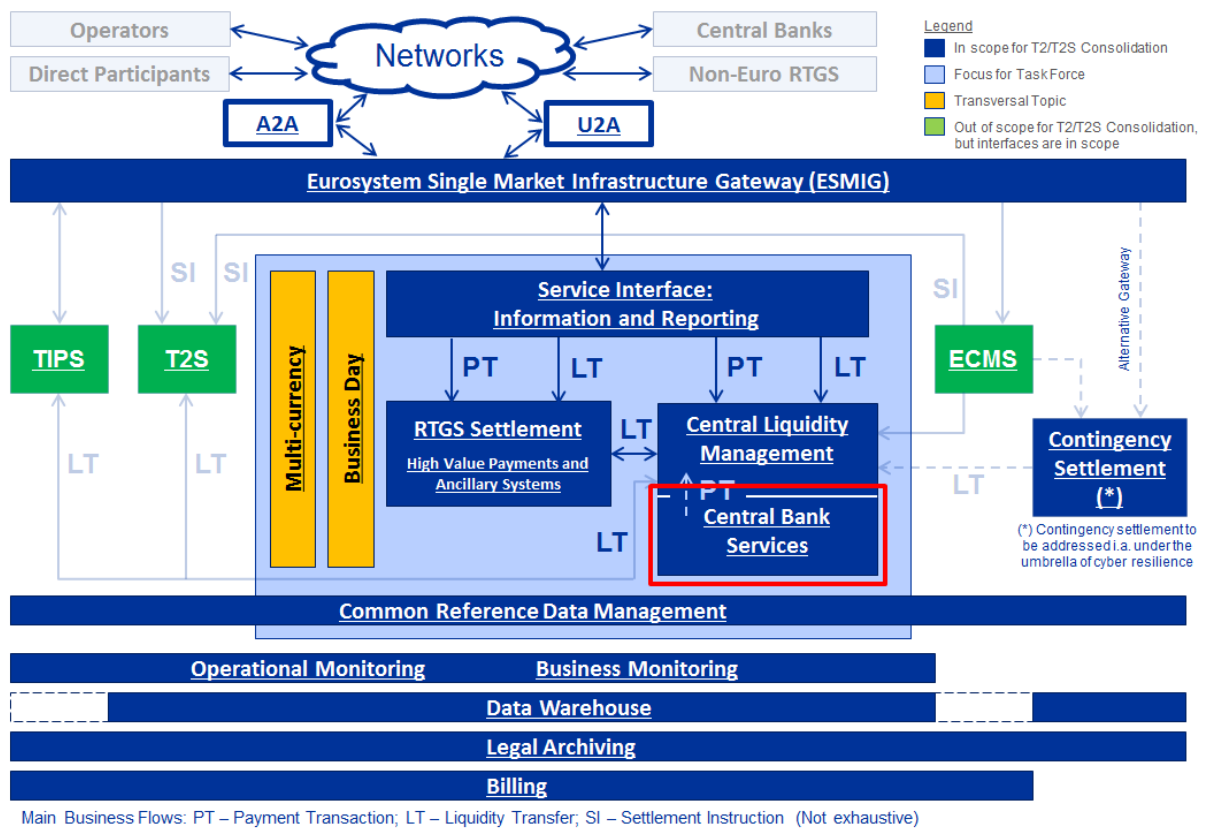 Operators
Direct Participants
Networks
Central Banks
Non-Euro RTGS
Legend
In scope for T2/T2S Consolidation
Focus for Task Force
Transversal Topic
Out of scope for T2/T2S Consolidation,
but interfaces are in scope
A2A
U2A
Eurosystem Single Market Infrastructure Gateway (ESMIG)
SI
SI
SI
Alternative Gateway
Multi-currency
Business Day
Service Interface:
Information and Reporting
TIPS
T2S
ECMS
PT
LT
PT
LT
RTGS Settlement
High Value Payments and
Ancillary Systems
LT
Central Liquidity
Management
Contingency
Settlement
(*)
LT
LT
LT
LT
PT
Central Bank
Services
(*) Contingency settlement to
be addressed i.a. under the
umbrella of cyber resilience
Common Reference Data Management
Operational Monitoring
Business Monitoring
Data Warehouse
Legal Archiving
Billing
Main Business Flows: PT – Payment Transaction; LT – Liquidity Transfer; SI – Settlement Instruction (Not exhaustive)